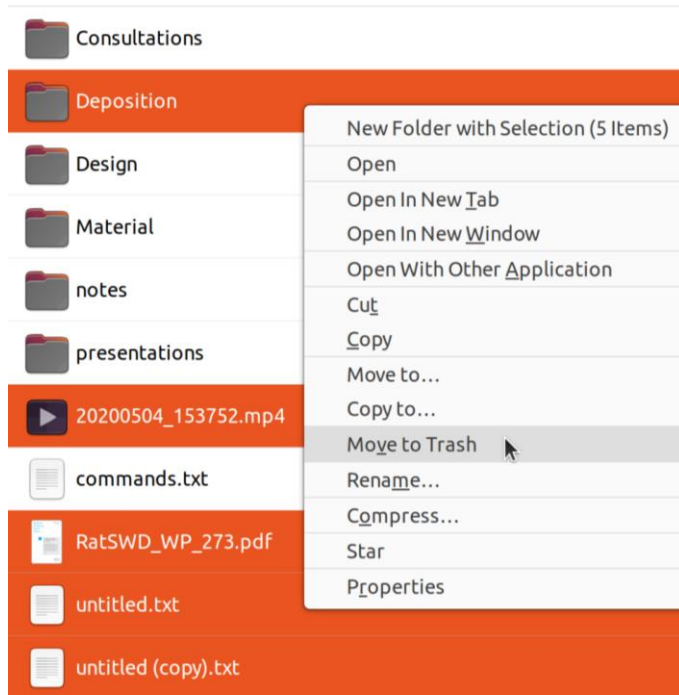 Consultations
Deposition
Design
Material
notes
presentations
20200504_153752.mp4
commands.txt
RatSWD_WP_273.pdf
untitled.txt
untitled (copy).txt
New Folder with Selection (5 Items)
Open
Open In New Tab
Open In New Window
Open With Other Application
Cut
Copy
Move to…
Copy to…
Move to Trash
Rename…
Compress…
Star
Properties